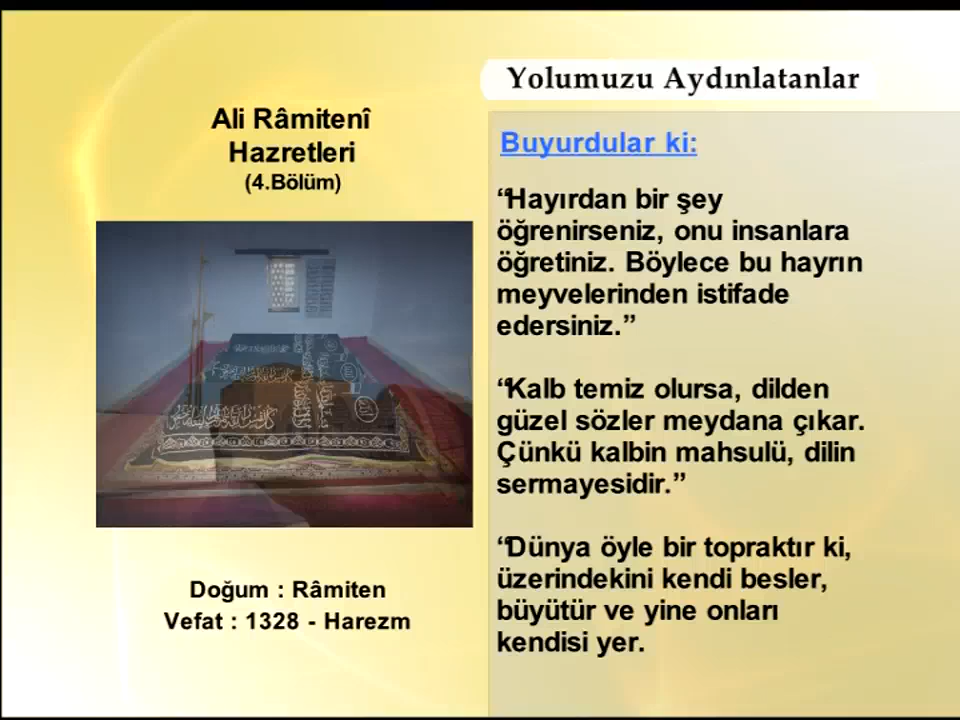 Yolumuzu Aydınlatanlar
Ali Râmitenî
Hazretleri
(4.Bölüm)
Doğum : Râmiten
Vefat : 1328 - Harezm
Buyurdular ki:
“Hayırdan bir şey
öğrenirseniz, onu insanlara
öğretiniz. Böylece bu hayrın
meyvelerinden istifade
edersiniz.”
“Kalb temiz olursa, dilden
güzel sözler meydana çıkar.
Çünkü kalbin mahsulü, dilin
sermayesidir.”
“Dünya öyle bir topraktır ki,
üzerindekini kendi besler,
büyütür ve yine onları
kendisi yer.